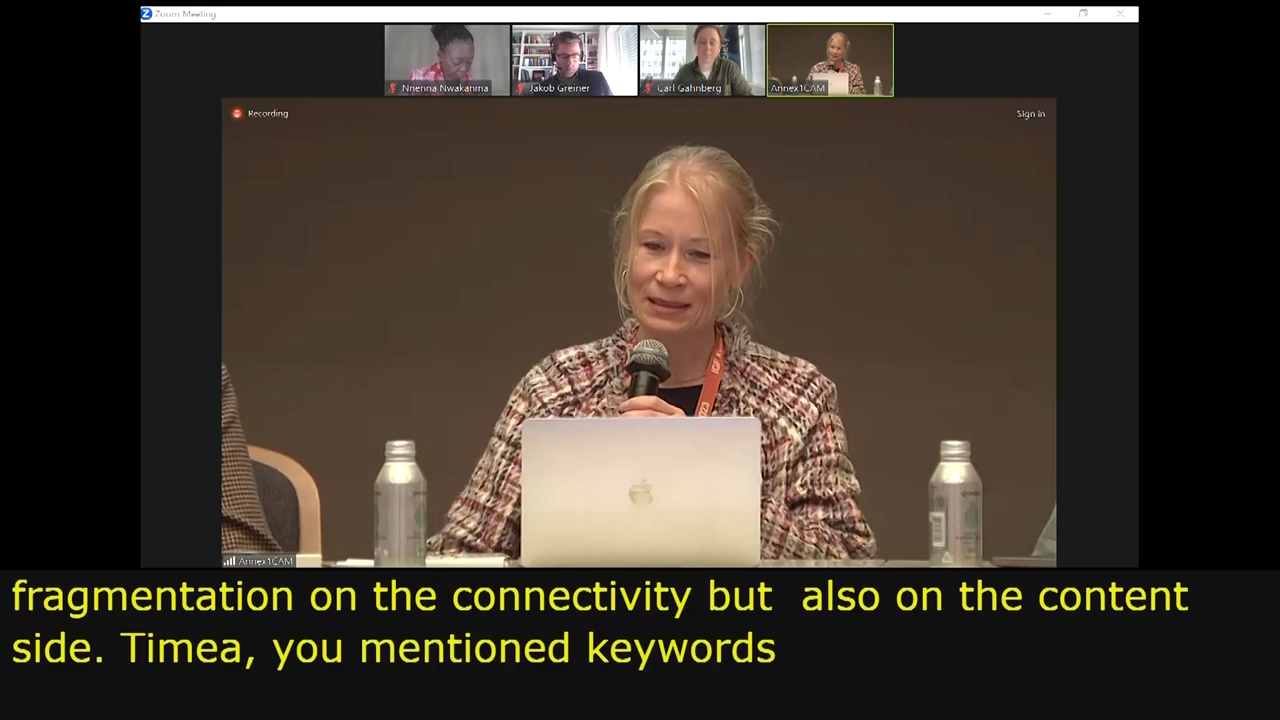 Zoom Meeting
Nnenna Nwakanma
Jakob Greiner
Carl Gahnberg
Annex1CAM
Recording
Sign in
Annex1CAM
fragmentation on the connectivity but  also on the content
side. Timea, you mentioned keywords